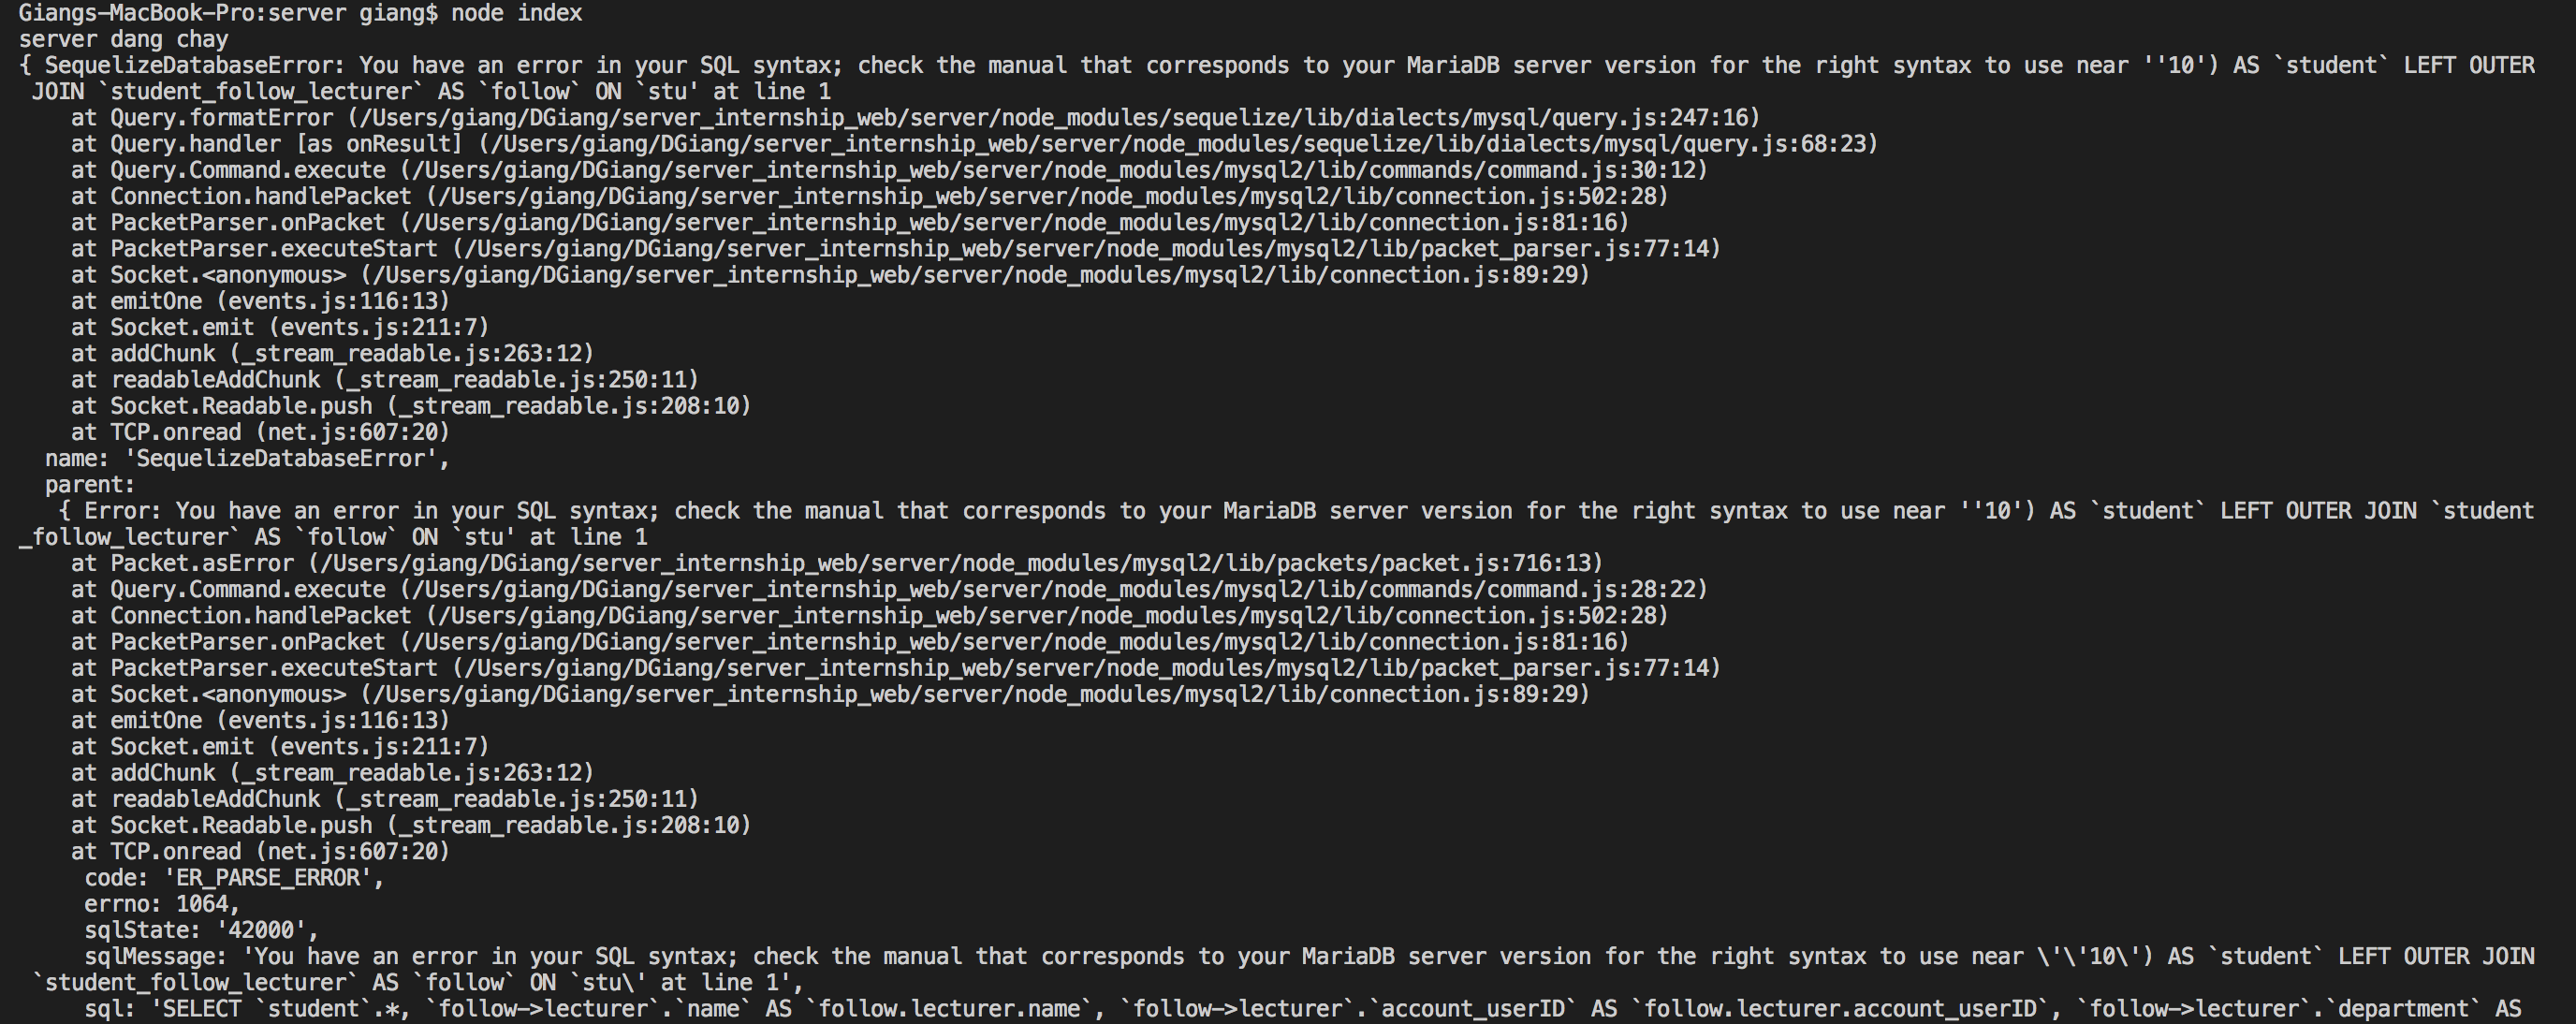 Giangs-MacBook-Pro:server giang$ node index
server dang chay
{ SequelizeDatabaseError: You have an error in your SQL syntax; check the manual that corresponds to your MariaDB server version for the right syntax to use near ''10') AS `student` LEFT OUTER
 JOIN `student_follow_lecturer` AS `follow` ON `stu' at line 1
    at Query.formatError (/Users/giang/DGiang/server_internship_web/server/node_modules/sequelize/lib/dialects/mysql/query.js:247:16)
    at Query.handler [as onResult] (/Users/giang/DGiang/server_internship_web/server/node_modules/sequelize/lib/dialects/mysql/query.js:68:23)
    at Query.Command.execute (/Users/giang/DGiang/server_internship_web/server/node_modules/mysql2/lib/commands/command.js:30:12)
    at Connection.handlePacket (/Users/giang/DGiang/server_internship_web/server/node_modules/mysql2/lib/connection.js:502:28)
    at PacketParser.onPacket (/Users/giang/DGiang/server_internship_web/server/node_modules/mysql2/lib/connection.js:81:16)
    at PacketParser.executeStart (/Users/giang/DGiang/server_internship_web/server/node_modules/mysql2/lib/packet_parser.js:77:14)
    at Socket.<anonymous> (/Users/giang/DGiang/server_internship_web/server/node_modules/mysql2/lib/connection.js:89:29)
    at emitOne (events.js:116:13)
    at Socket.emit (events.js:211:7)
    at addChunk (_stream_readable.js:263:12)
    at readableAddChunk (_stream_readable.js:250:11)
    at Socket.Readable.push (_stream_readable.js:208:10)
    at TCP.onread (net.js:607:20)
  name: 'SequelizeDatabaseError',
  parent:
   { Error: You have an error in your SQL syntax; check the manual that corresponds to your MariaDB server version for the right syntax to use near ''10') AS `student` LEFT OUTER JOIN `student
_follow_lecturer` AS `follow` ON `stu' at line 1
    at Packet.asError (/Users/giang/DGiang/server_internship_web/server/node_modules/mysql2/lib/packets/packet.js:716:13)
    at Query.Command.execute (/Users/giang/DGiang/server_internship_web/server/node_modules/mysql2/lib/commands/command.js:28:22)
    at Connection.handlePacket (/Users/giang/DGiang/server_internship_web/server/node_modules/mysql2/lib/connection.js:502:28)
    at PacketParser.onPacket (/Users/giang/DGiang/server_internship_web/server/node_modules/mysql2/lib/connection.js:81:16)
    at PacketParser.executeStart (/Users/giang/DGiang/server_internship_web/server/node_modules/mysql2/lib/packet_parser.js:77:14)
    at Socket.<anonymous> (/Users/giang/DGiang/server_internship_web/server/node_modules/mysql2/lib/connection.js:89:29)
    at emitOne (events.js:116:13)
    at Socket.emit (events.js:211:7)
    at addChunk (_stream_readable.js:263:12)
    at readableAddChunk (_stream_readable.js:250:11)
    at Socket.Readable.push (_stream_readable.js:208:10)
    at TCP.onread (net.js:607:20)
     code: 'ER_PARSE_ERROR',
     errno: 1064,
     sqlState: '42000',
     sqlMessage: 'You have an error in your SQL syntax; check the manual that corresponds to your MariaDB server version for the right syntax to use near \'\'10\') AS `student` LEFT OUTER JOIN
 `student_follow_lecturer` AS `follow` ON `stu\' at line 1',
     sql: 'SELECT `student`.*, `follow->lecturer`.`name` AS `follow.lecturer.name`, `follow->lecturer`.`account_userID` AS `follow.lecturer.account_userID`, `follow->lecturer`.`department` AS